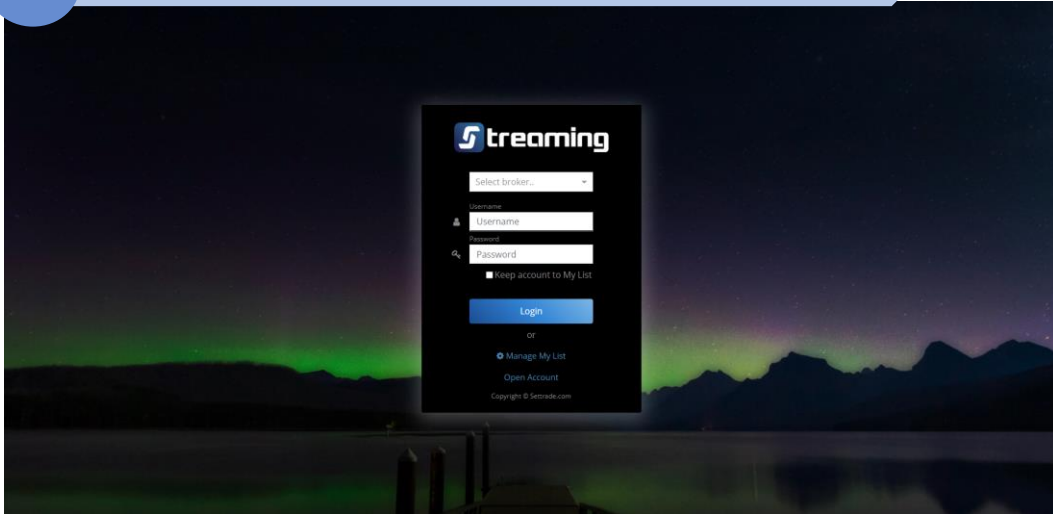 Streaming
Select broker..
Username
Username
Password
Password
Keep account to My List
Login
or
Manage My List
Open Account
Copyright © Settrade.com